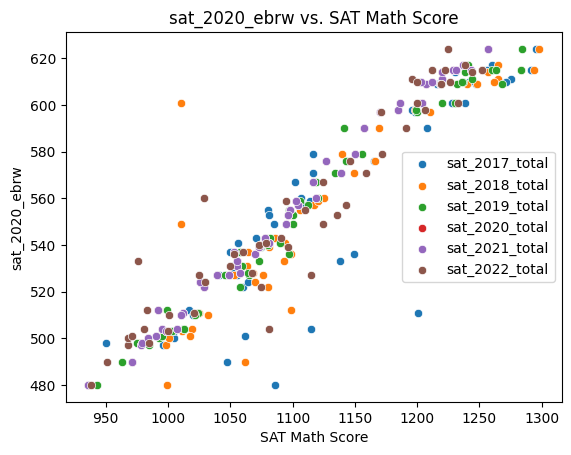 sat_2020_ebrw vs. SAT Math Score
620
600
580
560
540
520
500
480
sat_2020_ebrw
sat_2017_total
sat_2018_total
sat_2019_total
sat_2020_total
sat_2021_total
sat_2022_total
950
1000
1050
1100
1150
1200
1250
1300
SAT Math Score